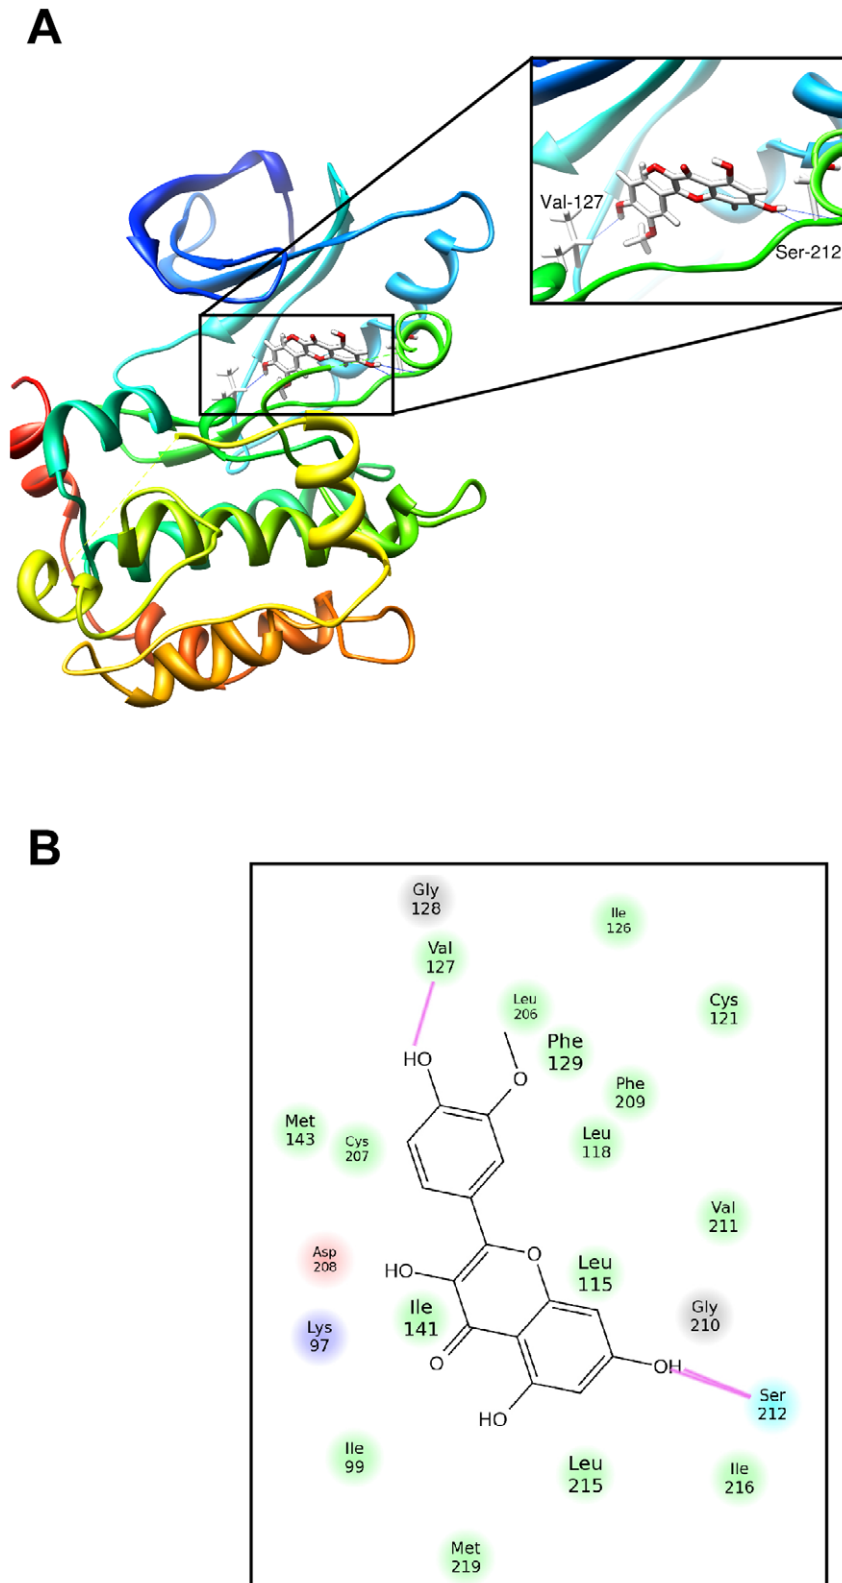 A
Val-127
Ser-212
B
Gly
128
Ile
126
Val
127
Leu
206
Cys
121
Phe
129
HO
O
Phe
209
Met
143
Cys
207
Leu
118
Val
211
Asp
208
O
HO
Leu
115
Ile
141
Gly
210
Lys
97
O
OH
Ser
212
HO
Ile
99
Leu
215
Ile
216
Met
219